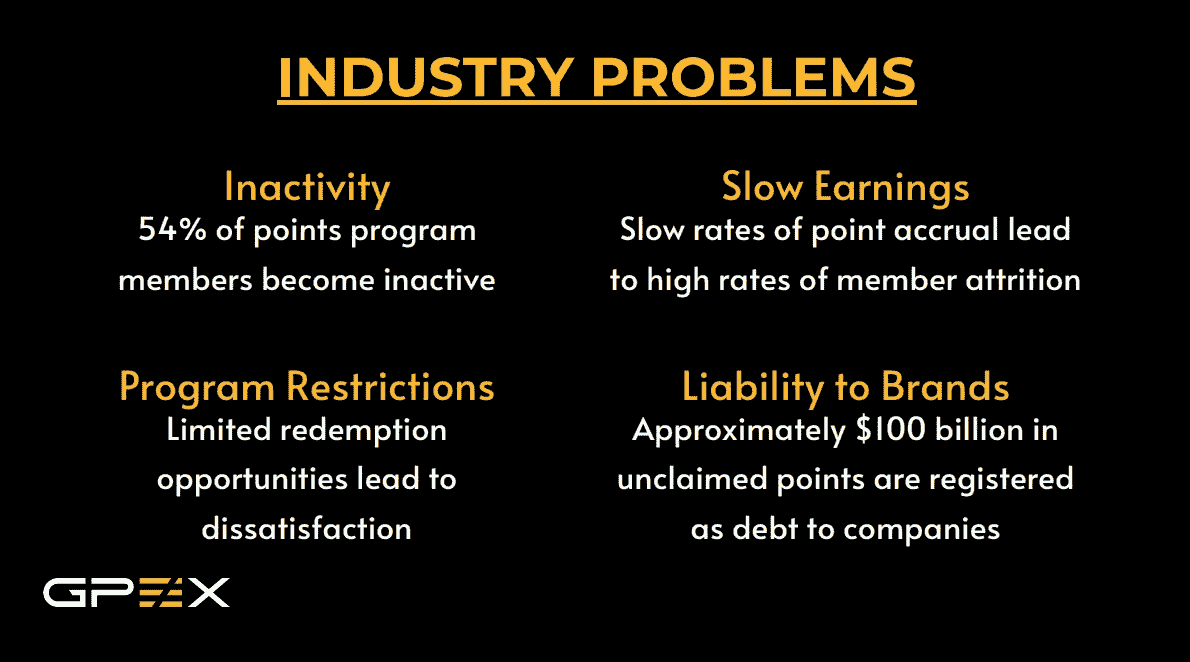 INDUSTRY PROBLEMS
Inactivity
54% of points program
members become inactive
Slow Earnings
Slow rates of point accrual lead
to high rates of member attrition
Program Restrictions
Limited redemption
opportunities lead to
dissatisfaction
Liability to Brands
Approximately $100 billion in
unclaimed points are registered
as debt to companies
GPEX